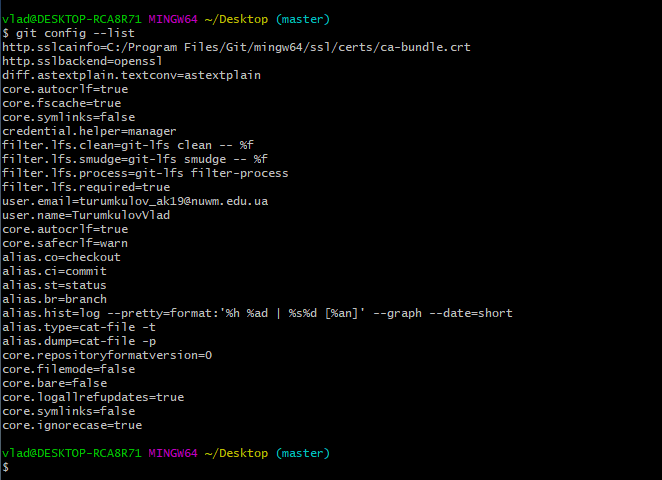 vlad@DESKTOP-RCA8R71 MINGW64 ~/Desktop (master)
$ git config --list
http.sslcainfo=C:/Program Files/Git/mingw64/ssl/certs/ca-bundle.crt
http.sslbackend=openssl
diff.astextplain.textconv=astextplain
core.autocrlf=true
core.fscache=true
core.symlinks=false
credential.helper=manager
filter.lfs.clean=git-lfs clean -- %f
filter.lfs.smudge=git-lfs smudge -- %f
filter.lfs.process=git-lfs filter-process
filter.lfs.required=true
user.email=turumkulov_ak19@nuwm.edu.ua
user.name=TurumkulovVlad
core.autocrlf=true
core.safecrlf=warn
alias.co=checkout
alias.ci=commit
alias.st=status
alias.br=branch
alias.hist=log --pretty=format:'%h %ad | %s%d [%an]' --graph --date=short
alias.type=cat-file -t
alias.dump=cat-file -p
core.repositoryformatversion=0
core.filemode=false
core.bare=false
core.logallrefupdates=true
core.symlinks=false
core.ignorecase=true
vlad@DESKTOP-RCA8R71 MINGW64 ~/Desktop (master)
$